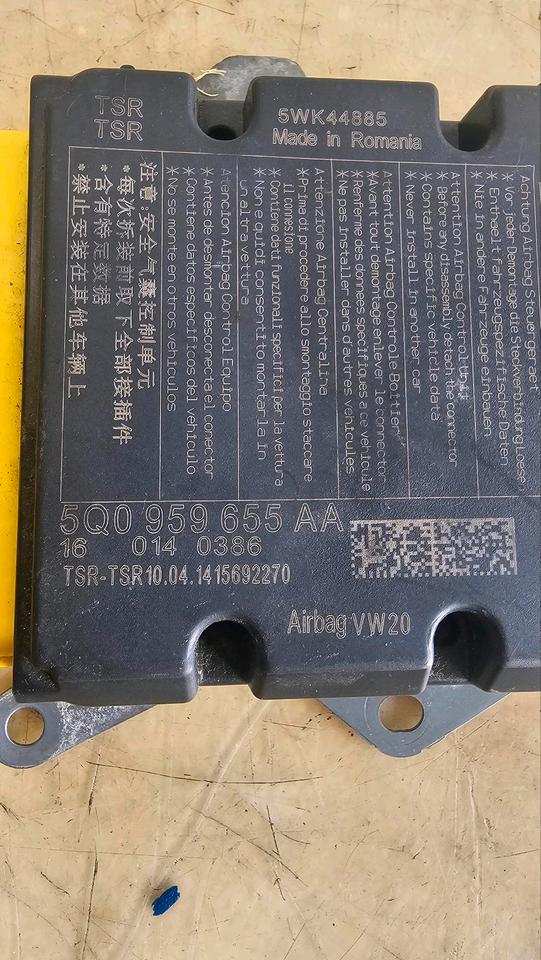 TSR
TSR
5WK44885
Made in Romania
Achtung Airbag Steuergeraet
* Vor jeder Demontage die Steckverbindung Loesen
* Enthaelt fahrzeugspezifische Daten
* Nie in andere Fahrzeuge einbauen
Attention Airbag Controlunit
* Before any disassembly detach the connector
* Contains specific vehicle data
* Never install in another car
Attention Airbag Controle Boitier
* Avant tout demontage enlever le connector
* Renferme des donnees specifiques a ce vehicule
* Ne pas installer dans d'autres vehicules
Attenzione Airbag Centralina
* Prima di procedere allo smontaggio staccare
il connesione
* Contiene dati funzionali specifici per la vettura
* Non e quidi consentito montarla in
un altra vettura
Atencion Airbag Control Equipo
* Antes de desmontar desconecta el conector
* Contiene datos especificos del vehiculo
* No se monte en otros vehiculos
注意:安全气囊控制单元
* 每次拆装前取下全部接插件
* 含有特定数据
* 禁止安装在其他车辆上
5Q0 959 655 AA
16 014 0386
TSR-TSR10.04.1415692270
Airbag VW20